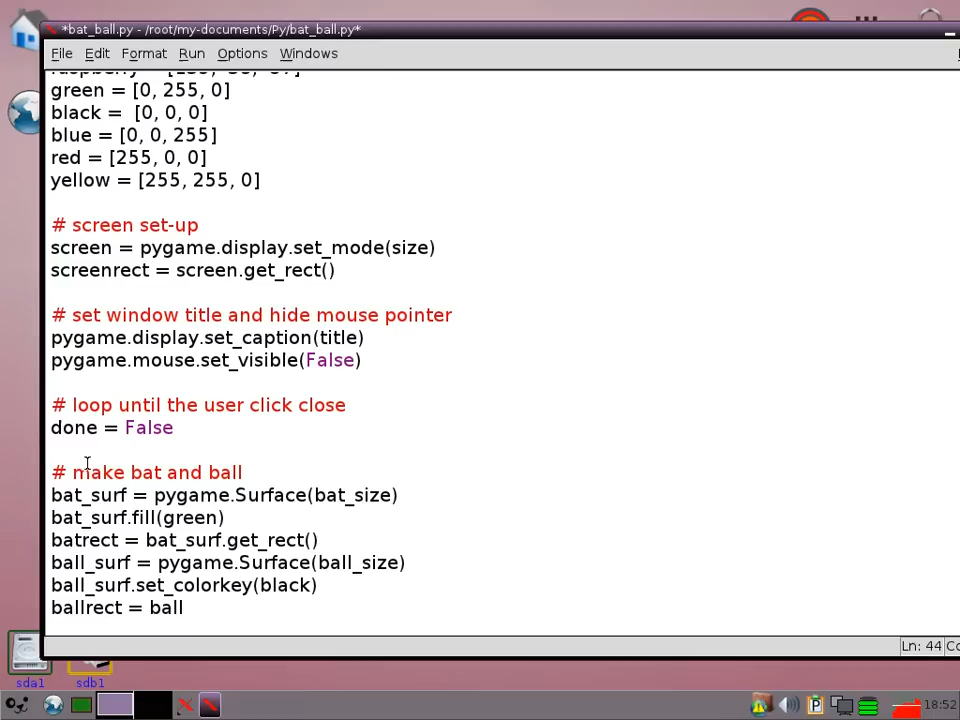 *bat_ball.py - /root/my-documents/Py/bat_ball.py*
File Edit Format Run Options Windows
green = [0, 255, 0]
black =  [0, 0, 0]
blue = [0, 0, 255]
red = [255, 0, 0]
yellow = [255, 255, 0]
# screen set-up
screen = pygame.display.set_mode(size)
screenrect = screen.get_rect()
# set window title and hide mouse pointer
pygame.display.set_caption(title)
pygame.mouse.set_visible(False)
# loop until the user click close
done = False
# make bat and ball
bat_surf = pygame.Surface(bat_size)
bat_surf.fill(green)
batrect = bat_surf.get_rect()
ball_surf = pygame.Surface(ball_size)
ball_surf.set_colorkey(black)
ballrect = ball
Ln: 44
sda1 sdb1
18:52